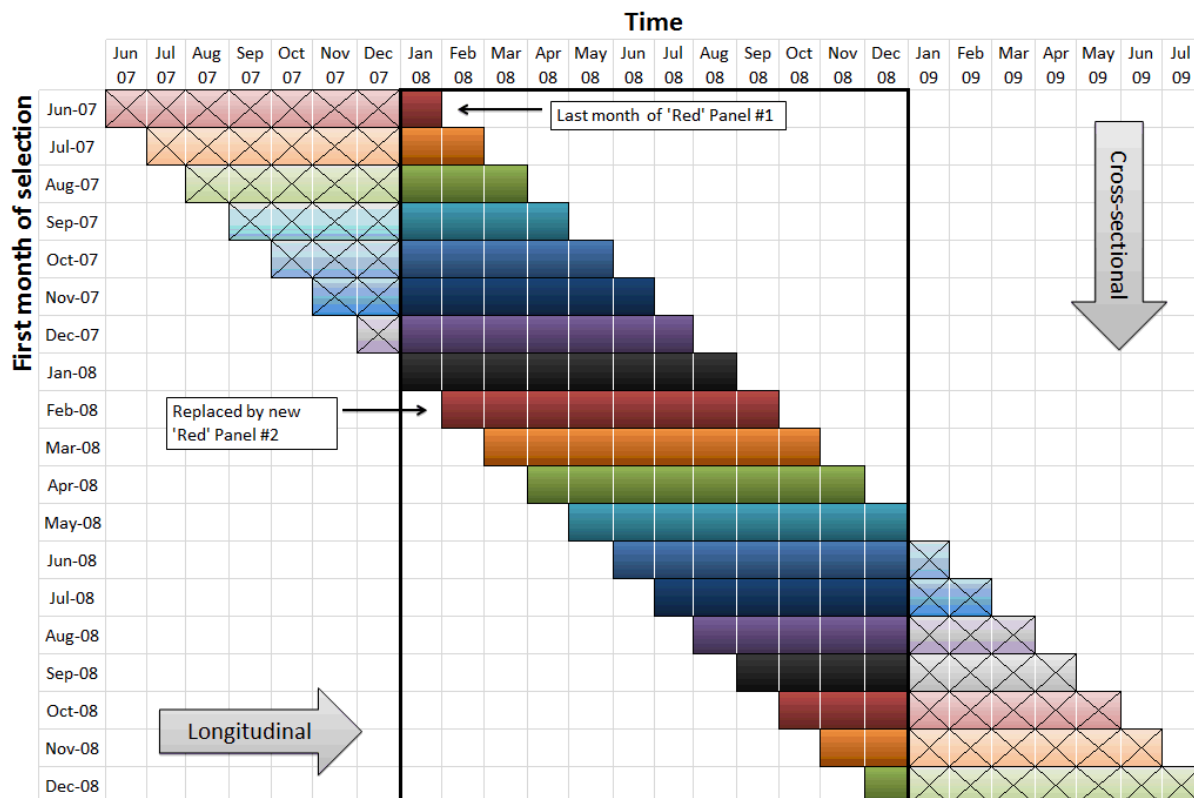 Time
Jun Jul Aug Sep Oct Nov Dec Jan Feb Mar Apr May Jun Jul Aug Sep Oct Nov Dec Jan Feb Mar Apr May Jun Jul
07 07 07 07 07 07 07 08 08 08 08 08 08 08 08 08 08 08 08 09 09 09 09 09 09 09
First month of selection
Jun-07
Last month of 'Red' Panel #1
Jul-07
Aug-07
Cross-sectional
Sep-07
Oct-07
Nov-07
Dec-07
Jan-08
Feb-08
Replaced by new
'Red' Panel #2
Mar-08
Apr-08
May-08
Jun-08
Jul-08
Aug-08
Sep-08
Oct-08
Longitudinal
Nov-08
Dec-08